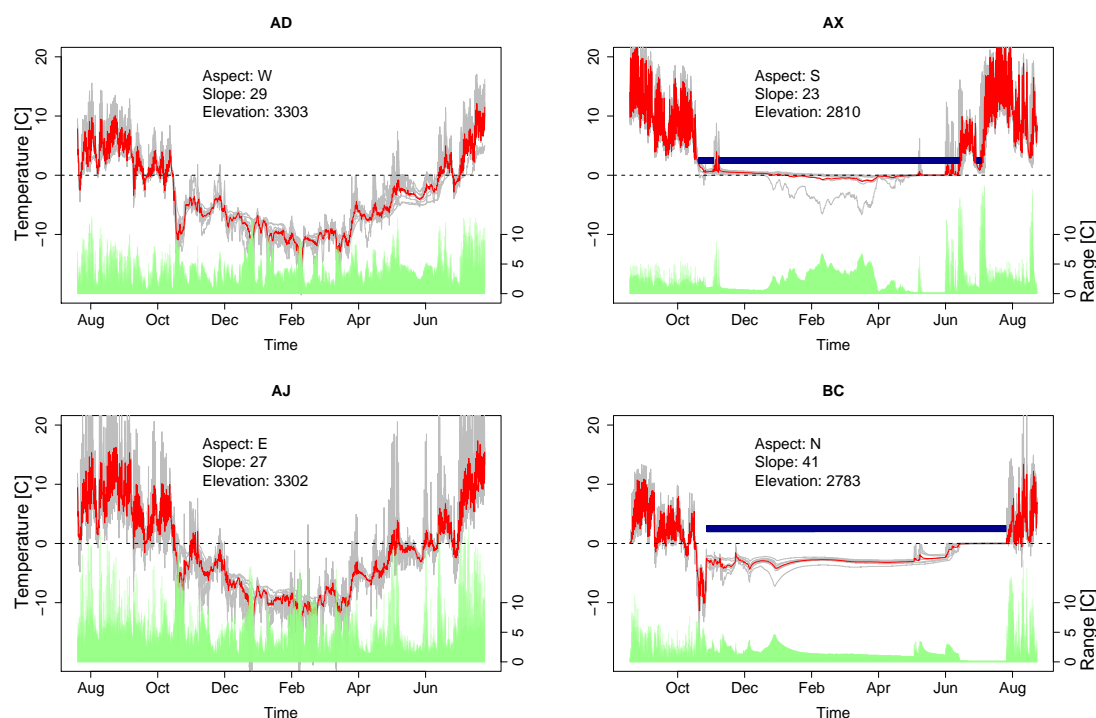 AD
20
10
0
−10
Temperature [C]
Aspect: W
Slope: 29
Elevation: 3303
10
5
0
Aug Oct Dec Feb Apr Jun
Time
AX
20
10
0
−10
Aspect: S
Slope: 23
Elevation: 2810
10
5
0
Range [C]
Oct Dec Feb Apr Jun Aug
Time
AJ
20
10
0
−10
Temperature [C]
Aspect: E
Slope: 27
Elevation: 3302
10
5
0
Aug Oct Dec Feb Apr Jun
Time
BC
20
10
0
−10
Aspect: N
Slope: 41
Elevation: 2783
10
5
0
Range [C]
Oct Dec Feb Apr Jun Aug
Time